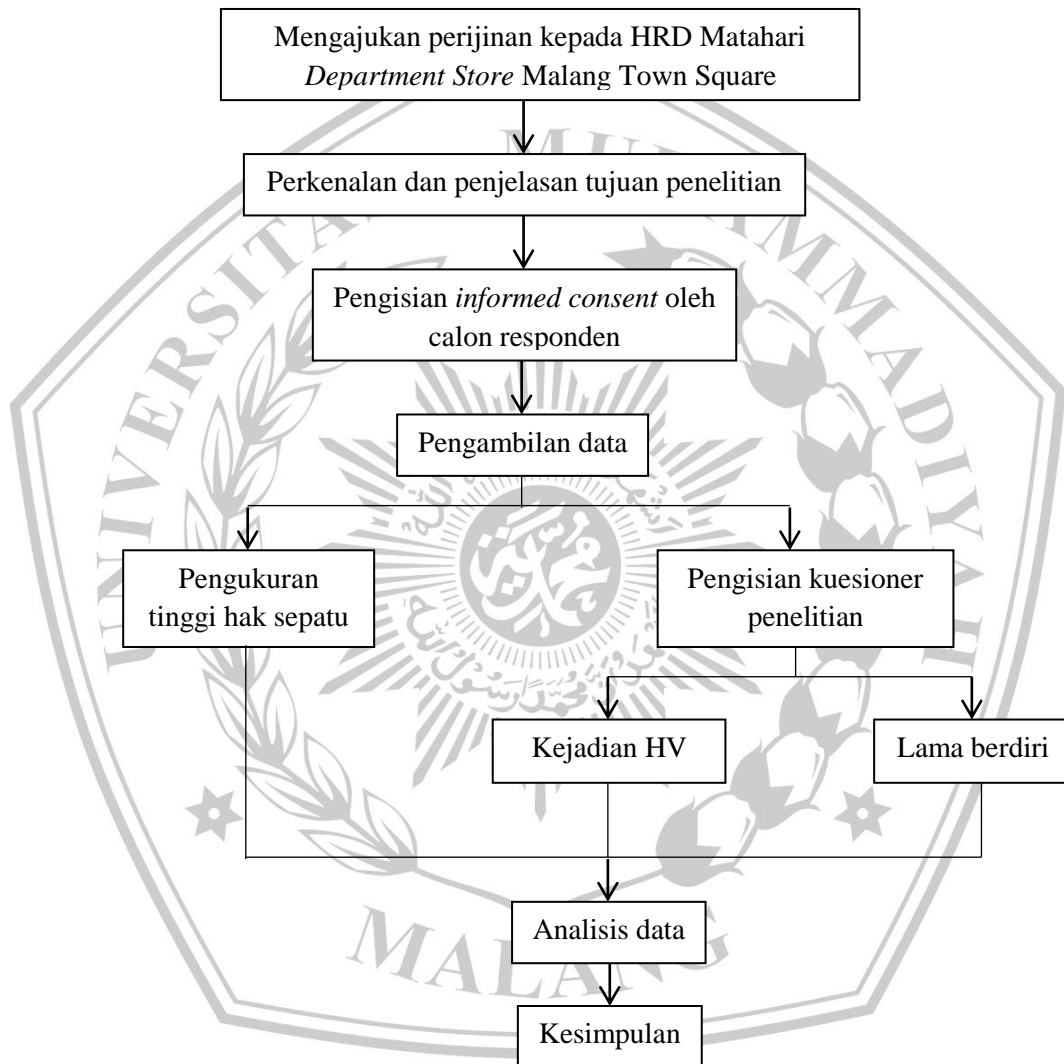 Mengajukan perijinan kepada HRD Matahari
Department Store Malang Town Square
Perkenalan dan penjelasan tujuan penelitian
Pengisian informed consent oleh
calon responden
Pengambilan data
Pengukuran
tinggi hak sepatu
Pengisian kuesioner
penelitian
Kejadian HV
Lama berdiri
Analisis data
Kesimpulan
MALANG